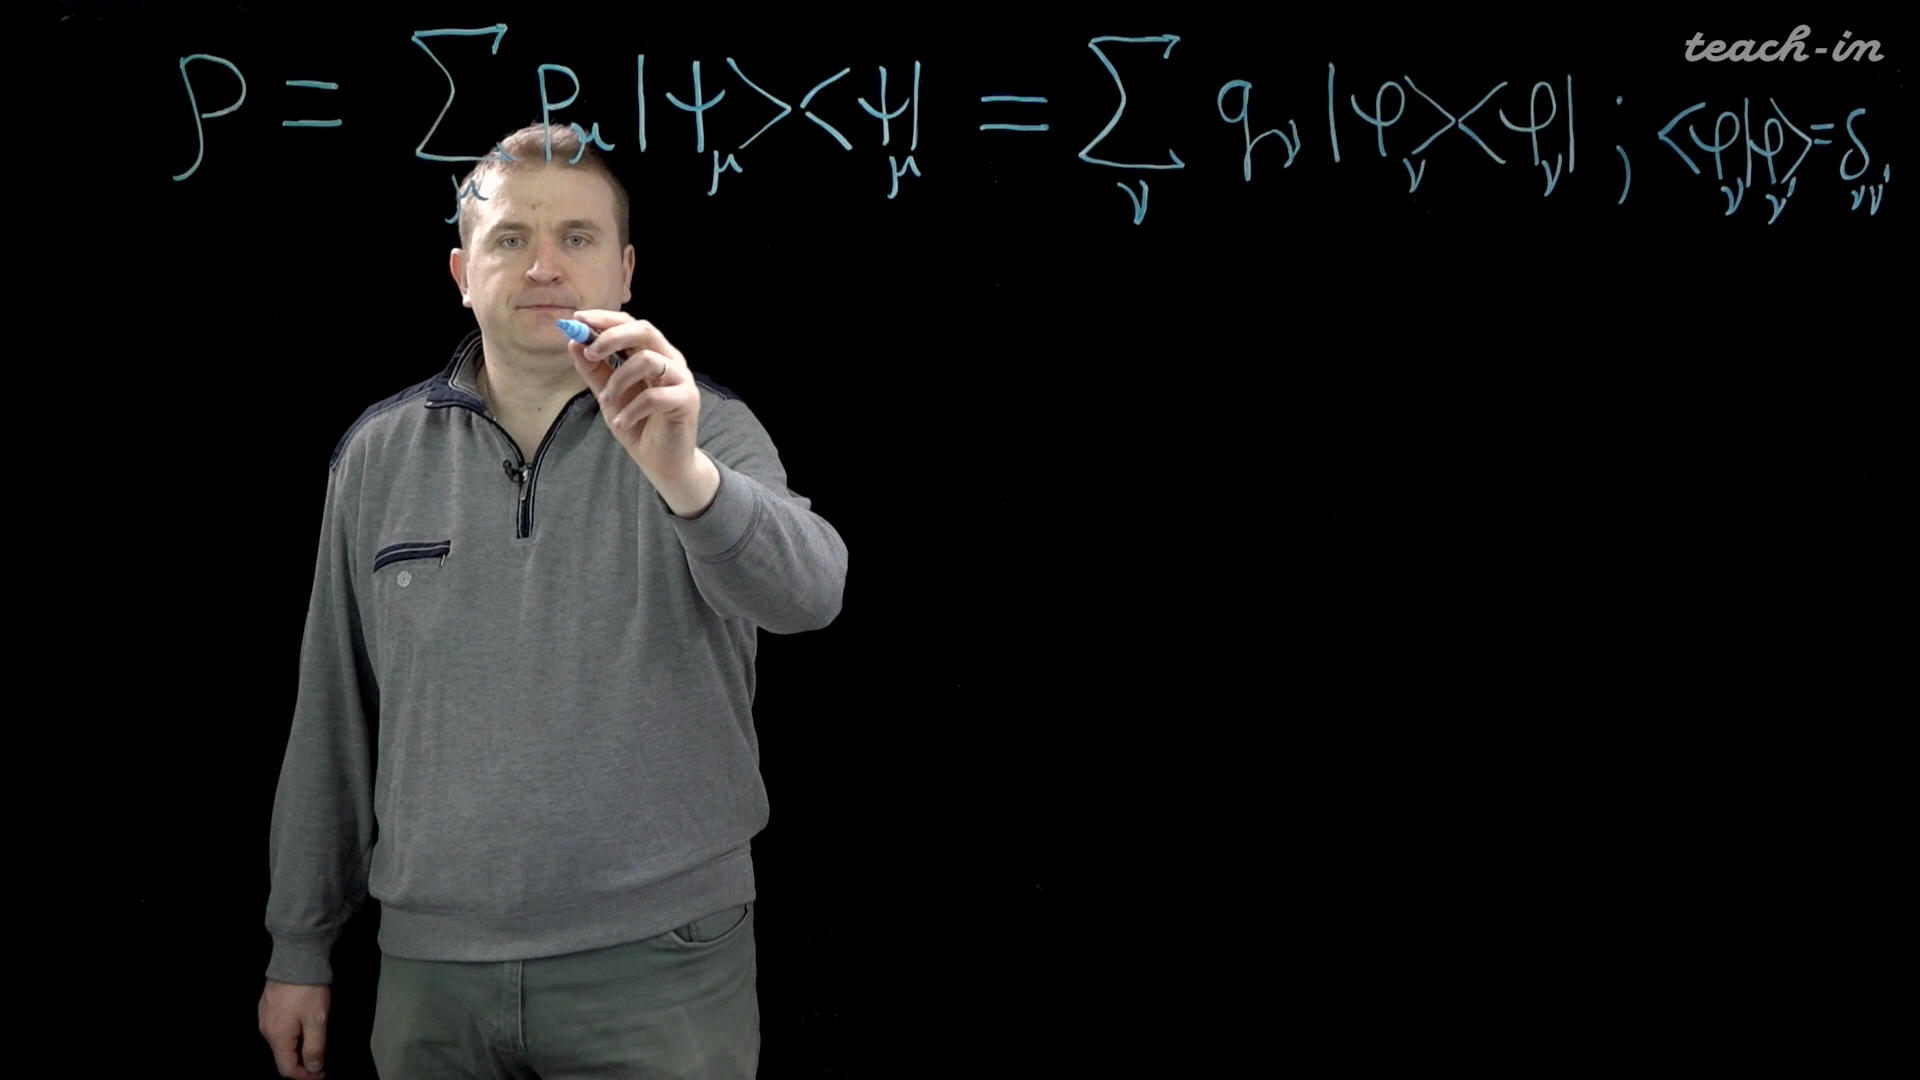 teach-in
ρ = ∑_μ p_μ |ψ_μ><ψ_μ| = ∑_ν q_ν |φ_ν><φ_ν| ; <φ_ν|φ_ν'> = δ_νν'